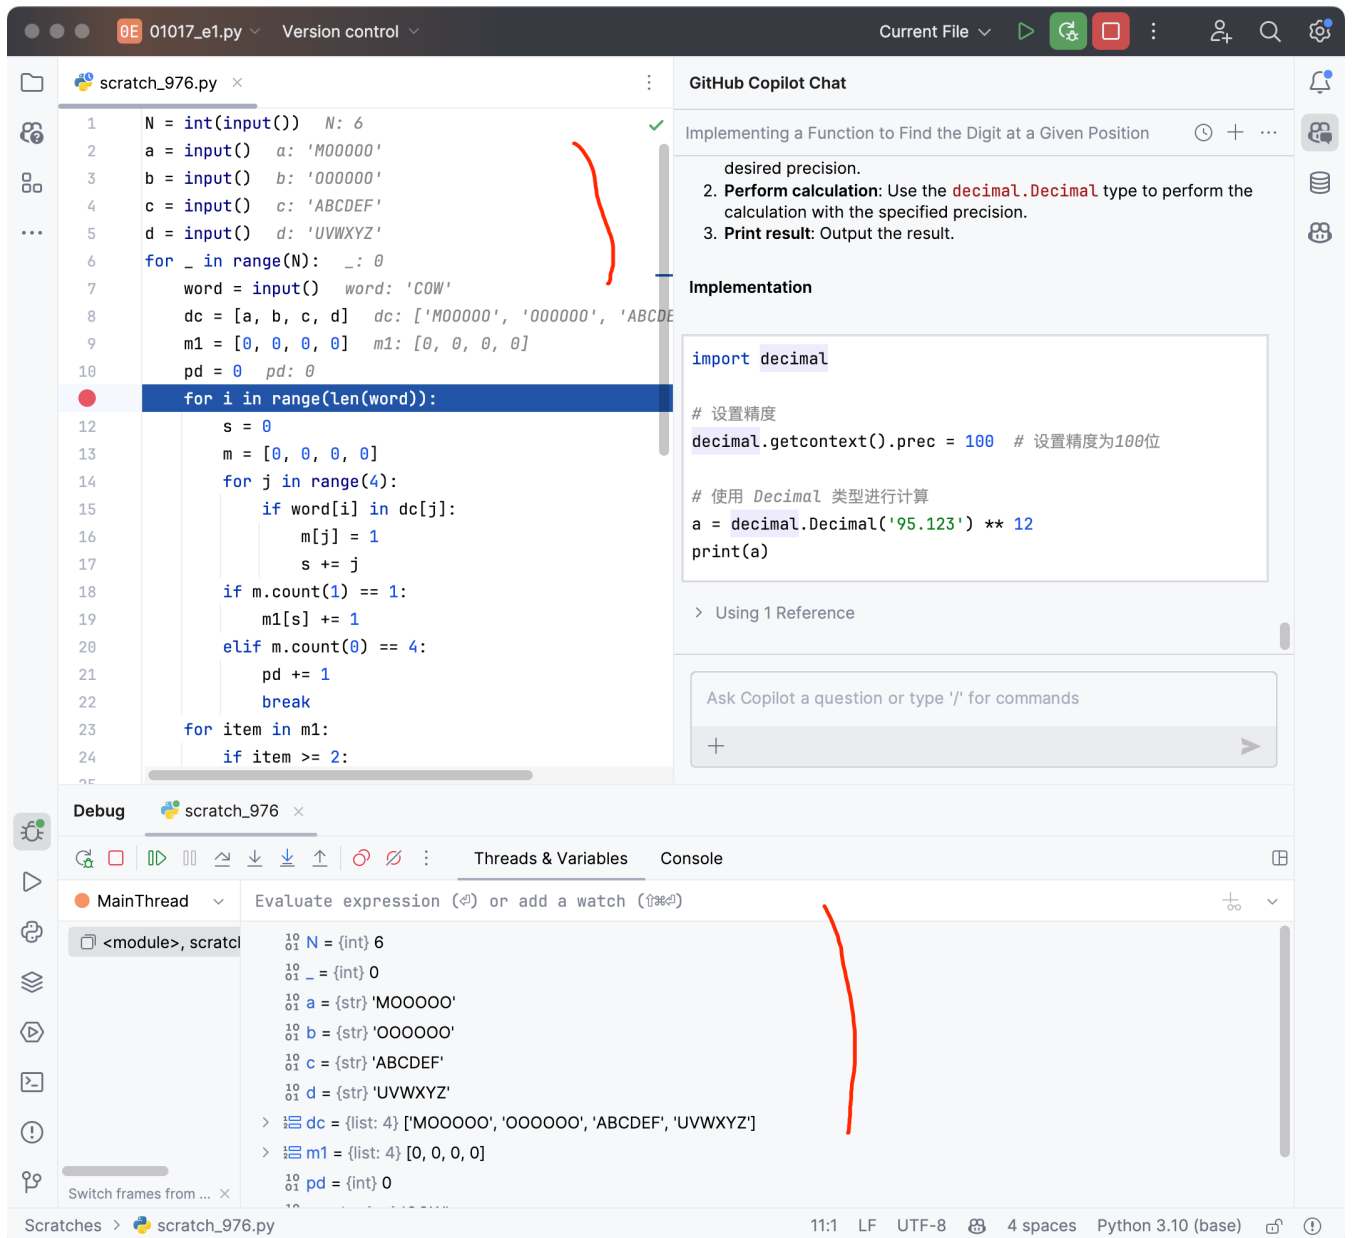 0E 01017_e1.py Version control Current File
scratch_976.py
1 N = int(input()) N: 6
2 a = input() a: 'MOOOOO'
3 b = input() b: 'OOOOOO'
4 c = input() c: 'ABCDEF'
5 d = input() d: 'UVWXYZ'
6 for _ in range(N): _: 0
7 word = input() word: 'COW'
8 dc = [a, b, c, d] dc: ['MOOOOO', 'OOOOOO', 'ABCDE
9 m1 = [0, 0, 0, 0] m1: [0, 0, 0, 0]
10 pd = 0 pd: 0
for i in range(len(word)):
12 s = 0
13 m = [0, 0, 0, 0]
14 for j in range(4):
15 if word[i] in dc[j]:
16 m[j] = 1
17 s += j
18 if m.count(1) == 1:
19 m1[s] += 1
20 elif m.count(0) == 4:
21 pd += 1
22 break
23 for item in m1:
24 if item >= 2:
25
GitHub Copilot Chat
Implementing a Function to Find the Digit at a Given Position
desired precision.
2. Perform calculation: Use the decimal.Decimal type to perform the
calculation with the specified precision.
3. Print result: Output the result.
Implementation
import decimal
# 设置精度
decimal.getcontext().prec = 100 # 设置精度为100位
# 使用 Decimal 类型进行计算
a = decimal.Decimal('95.123') ** 12
print(a)
Using 1 Reference
Ask Copilot a question or type '/' for commands
Debug scratch_976
Threads & Variables Console
MainThread
Evaluate expression (⏎) or add a watch (⇧⌘⏎)
<module>, scratch
N = {int} 6
_ = {int} 0
a = {str} 'MOOOOO'
b = {str} 'OOOOOO'
c = {str} 'ABCDEF'
d = {str} 'UVWXYZ'
dc = {list: 4} ['MOOOOO', 'OOOOOO', 'ABCDEF', 'UVWXYZ']
m1 = {list: 4} [0, 0, 0, 0]
pd = {int} 0
Switch frames from ...
Scratches > scratch_976.py 11:1 LF UTF-8 4 spaces Python 3.10 (base)